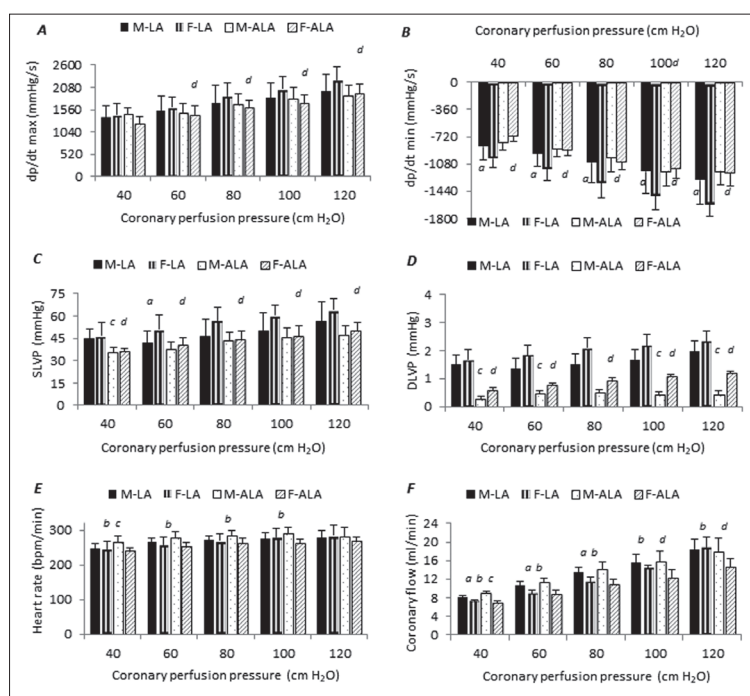 A
M-LA F-LA M-ALA F-ALA
dp/dt max (mmHg/s)
2600
2080
1560
1040
520
0
d d d d
40 60 80 100 120
Coronary perfusion pressure (cm H2O)
B
Coronary perfusion pressure (cm H2O)
40 60 80 100d 120
dp/dt min (mmHg/s)
0
-360
-720
-1080
-1440
-1800
a d a a d a d a d
M-LA F-LA M-ALA F-ALA
C
M-LA F-LA M-ALA F-ALA
SLVP (mmHg)
75
60
45
30
15
0
c d a d d d d
40 60 80 100 120
Coronary perfusion pressure (cm H2O)
D
M-LA F-LA M-ALA F-ALA
DLVP (mmHg)
4
3
2
1
0
c d c d d c d c d
40 60 80 100 120
Coronary perfusion pressure (cm H2O)
E
M-LA F-LA M-ALA F-ALA
Heart rate (bpm/min)
300
200
100
0
b c b b b
40 60 80 100 120
Coronary perfusion pressure (cm H2O)
F
M-LA F-LA M-ALA F-ALA
Coronary flow (ml/min)
24
20
16
12
8
4
0
a b c a b a b b d b d
40 60 80 100 120
Coronary perfusion pressure (cm H2O)